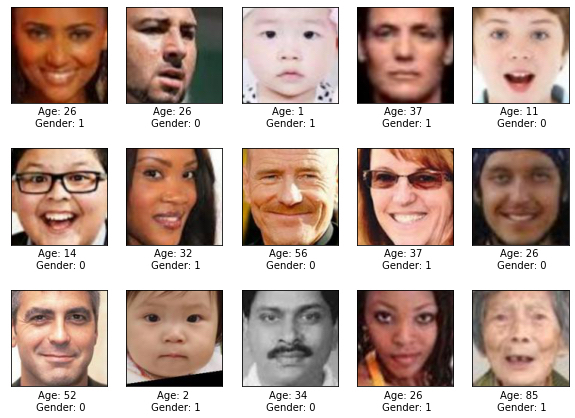 Age: 26
Gender: 1
Age: 26
Gender: 0
Age: 1
Gender: 1
Age: 37
Gender: 1
Age: 11
Gender: 0
Age: 14
Gender: 0
Age: 32
Gender: 1
Age: 56
Gender: 0
Age: 37
Gender: 1
Age: 26
Gender: 0
Age: 52
Gender: 0
Age: 2
Gender: 1
Age: 34
Gender: 0
Age: 26
Gender: 1
Age: 85
Gender: 1